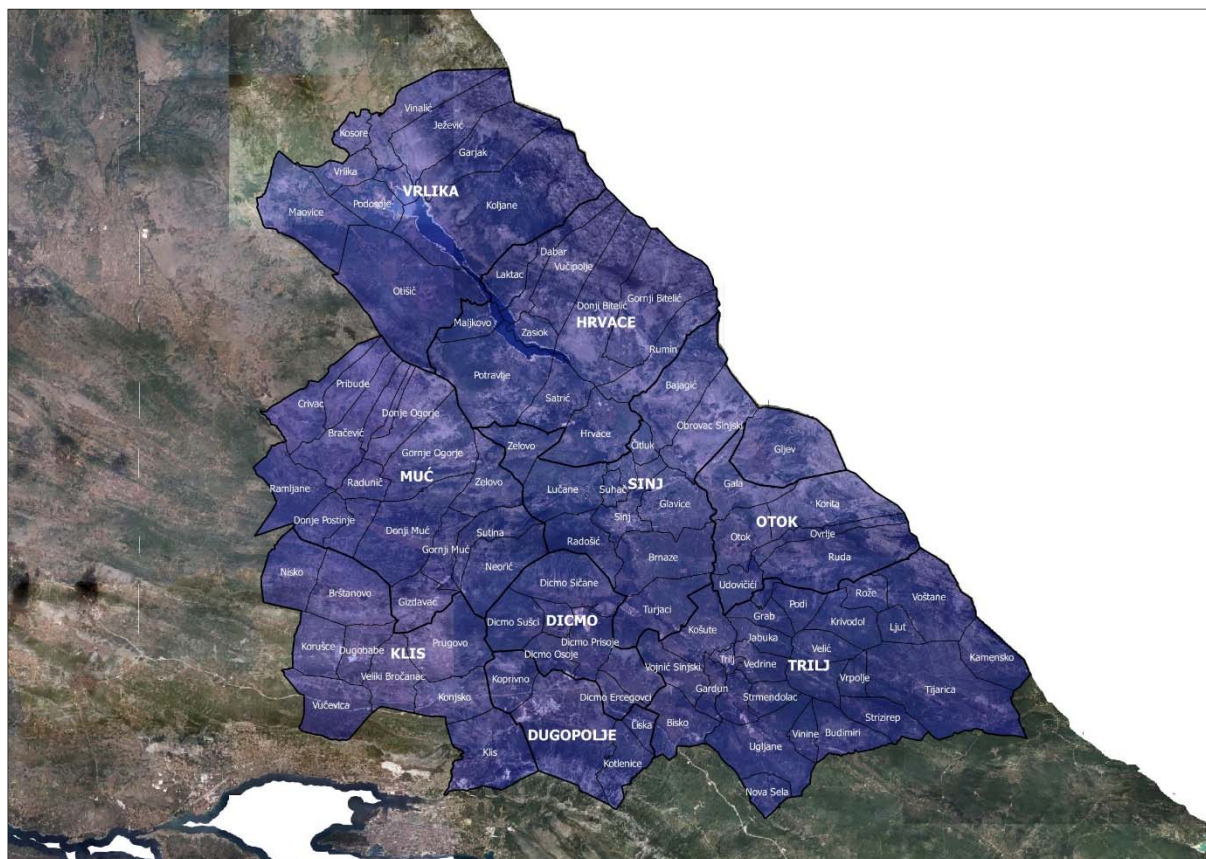 Vinalić
Kosore
Ježević
Garjak
Vrlika
VRLIKA
Podosoje
Maovice
Koljane
Dabar
Vučipolje
Laktac
Otišić
Donji Bitelić
Gornji Bitelić
Maljkovo
Zasiok
HRVACE
Rumin
Potravlje
Pribude
Bajagić
Crivac
Donje Ogorje
Satrić
Bračević
Hrvace
Obrovac Sinjski
Zelovo
Čitluk
Gornje Ogorje
Gljev
MUĆ
Radunić
Zelovo
SINJ
Gala
Ramljane
Lučane
Suhač
Glavice
Korita
Donje Postinje
Sinj
OTOK
Donji Muć
Sutina
Otok
Ovrlje
Radošić
Gornji Muć
Brnaze
Ruda
Neorić
Nisko
Dicmo Sičane
Udovičići
Brštanovo
Rože
Voštane
Gizdavac
Podi
Turjaci
Grab
Dicmo Sušci
DICMO
Krivodol
Ljut
Košute
Korušce
Dugobabe
KLIS
Prugovo
Dicmo Prisoje
Jabuka
Velić
Dicmo Osoje
Kamensko
Trilj
Vedrine
TRILJ
Vojnić Sinjski
Veliki Bročanac
Koprivno
Vrpolje
Tijarica
Vučevica
Konjsko
Dicmo Ercegovci
Gardun
Strmendolac
Liska
Bisko
Strizirep
DUGOPOLJE
Vinine
Budimiri
Klis
Ugljane
Kotlenice
Nova Sela